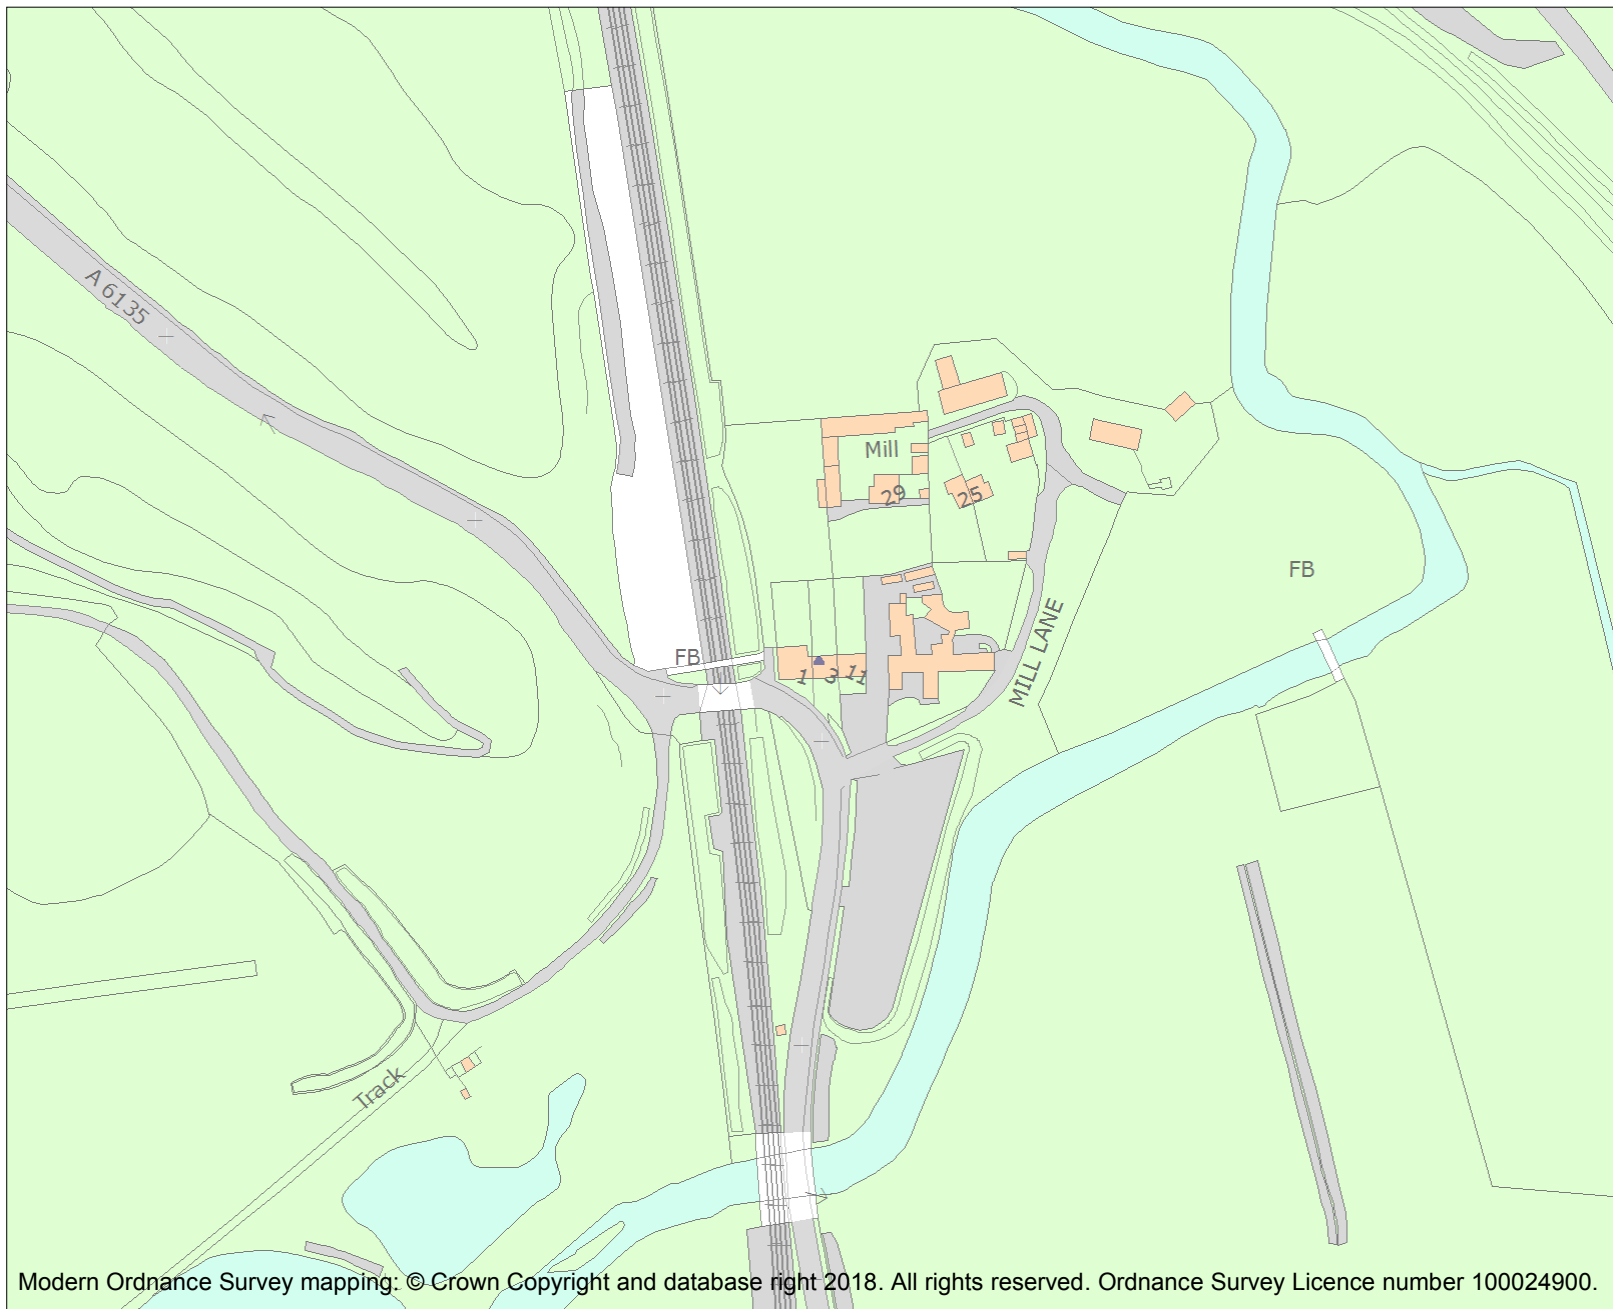 A 6135
Mill
29
25
FB
MILL LANE
FB
1
3
11
Track
Modern Ordnance Survey mapping: © Crown Copyright and database right 2018. All rights reserved. Ordnance Survey Licence number 100024900.